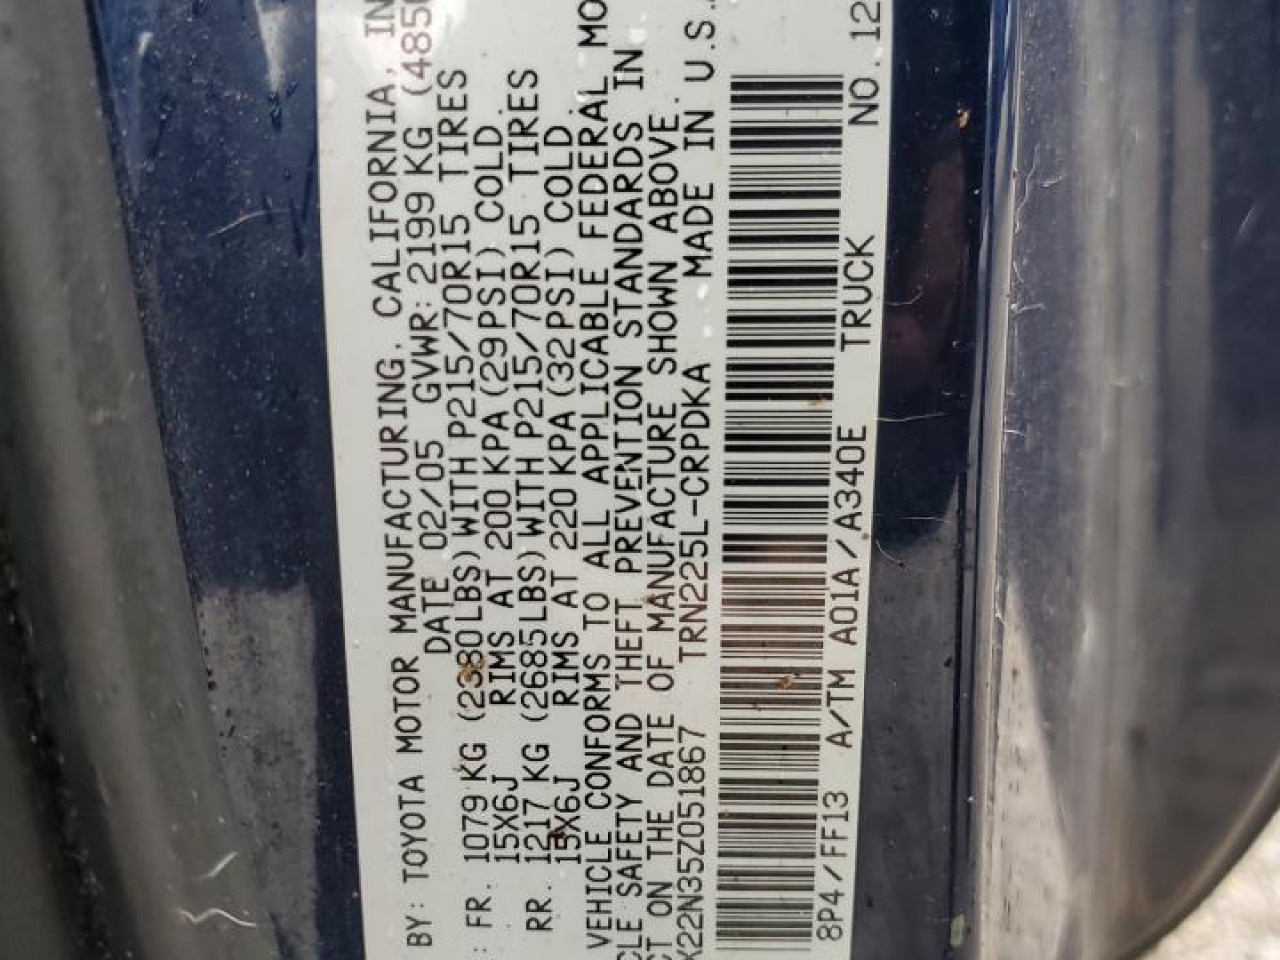 BY: TOYOTA MOTOR MANUFACTURING, CALIFORNIA, IN
DATE 02/05 GVWR: 2199 KG (485
: FR. 1079 KG (2380LBS) WITH P215/70R15 TIRES
15X6J RIMS AT 200 KPA (29PSI) COLD
RR. 1217 KG (2685LBS) WITH P215/70R15 TIRES
15X6J RIMS AT 220 KPA (32PSI) COLD.
VEHICLE CONFORMS TO ALL APPLICABLE FEDERAL MO
CLE SAFETY AND THEFT PREVENTION STANDARDS IN
CT ON THE DATE OF MANUFACTURE SHOWN ABOVE.
X22N35Z051867 TRN225L-CRPDKA MADE IN U.S.
8P4/FF13 A/TM A01A/A340E TRUCK NO. 12